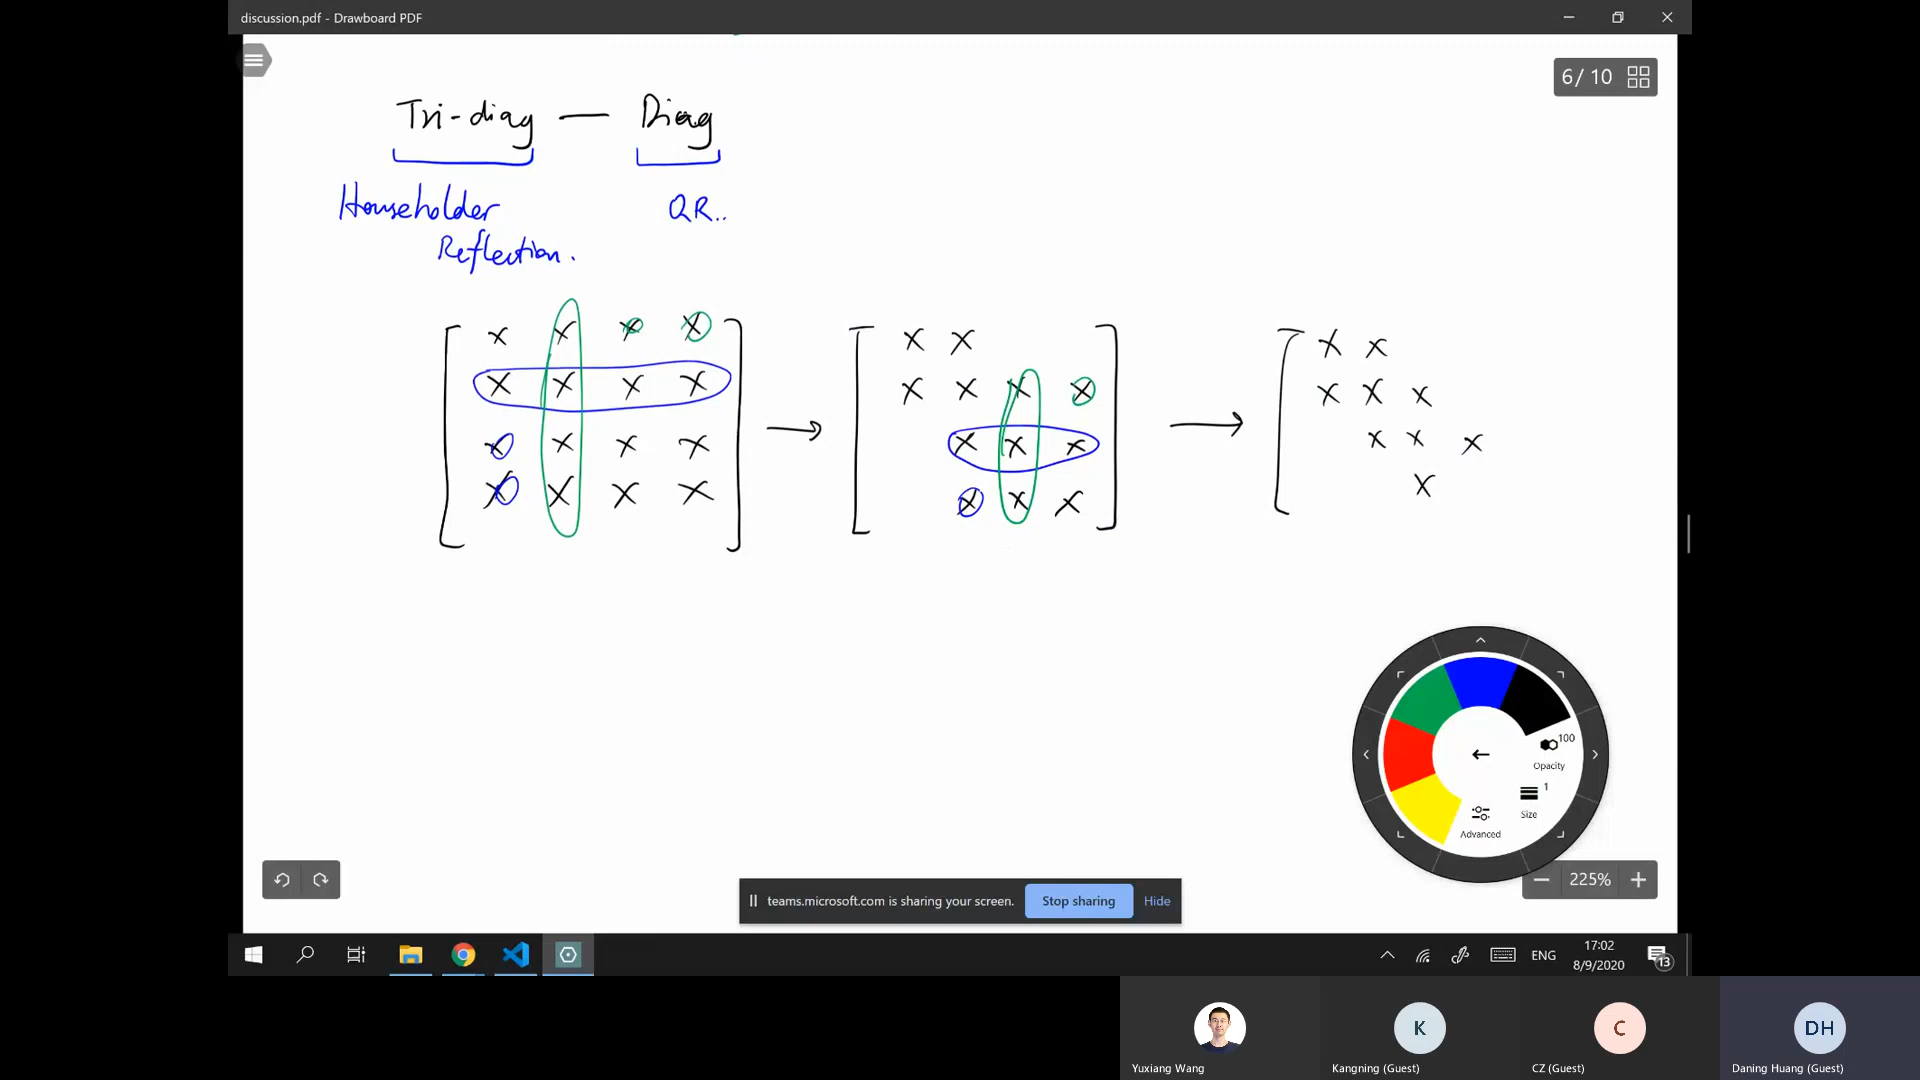 discussion.pdf - Drawboard PDF
6 / 10
Tri-diag — Diag
Householder QR..
Reflection.
x x x x x x x x
x x x x x x x x x x x
x x x x x x x x x x
x x x x x x x x
100
Opacity
1
Size
Advanced
225%
teams.microsoft.com is sharing your screen. Stop sharing Hide
ENG
17:02
8/9/2020
13
K
C
DH
Yuxiang Wang
Kangning (Guest)
CZ (Guest)
Daning Huang (Guest)